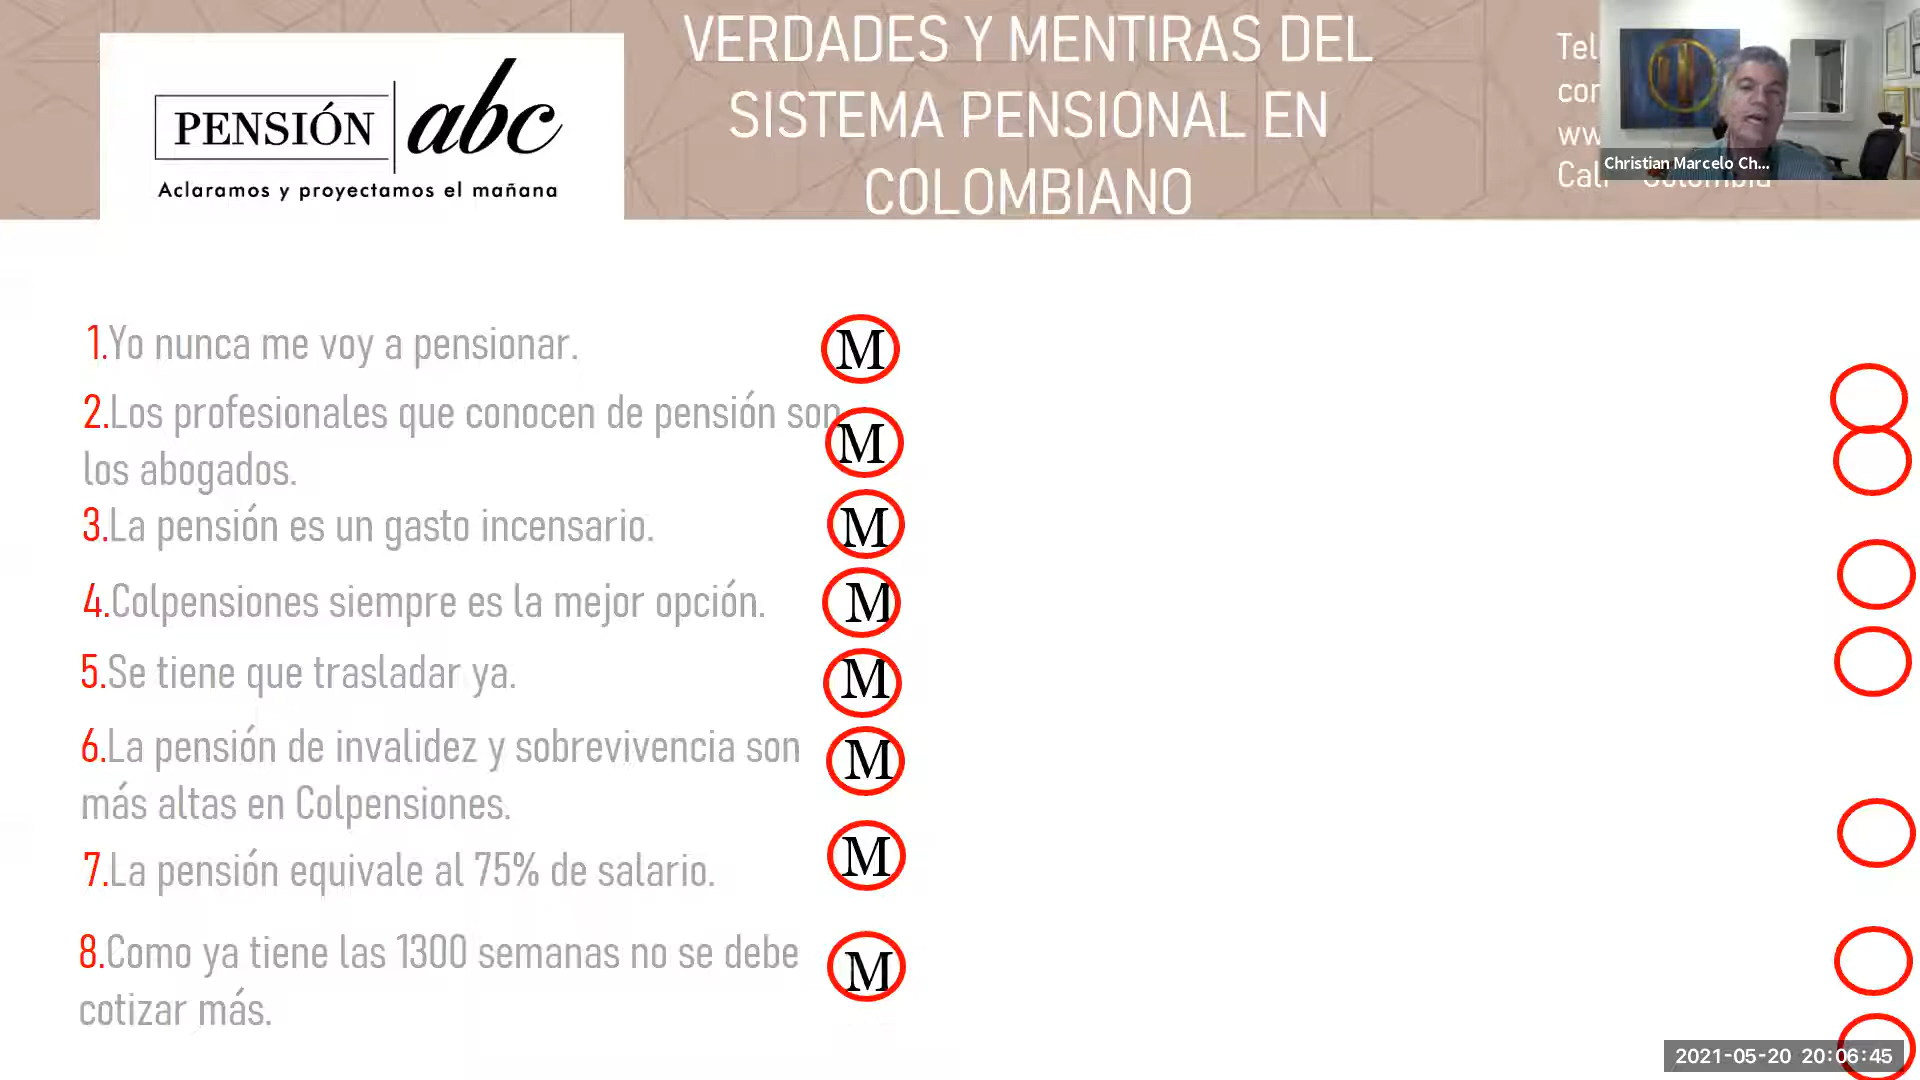 PENSIÓN abc
Aclaramos y proyectamos el mañana
VERDADES Y MENTIRAS DEL
SISTEMA PENSIONAL EN
COLOMBIANO
Tel
Christian Marcelo Ch...
1.Yo nunca me voy a pensionar.
M
2.Los profesionales que conocen de pensión son
los abogados.
M
3.La pensión es un gasto incensario.
M
4.Colpensiones siempre es la mejor opción.
M
5.Se tiene que trasladar ya.
M
6.La pensión de invalidez y sobrevivencia son
más altas en Colpensiones.
M
7.La pensión equivale al 75% de salario.
M
8.Como ya tiene las 1300 semanas no se debe
cotizar más.
M
2021-05-20 20:06:45